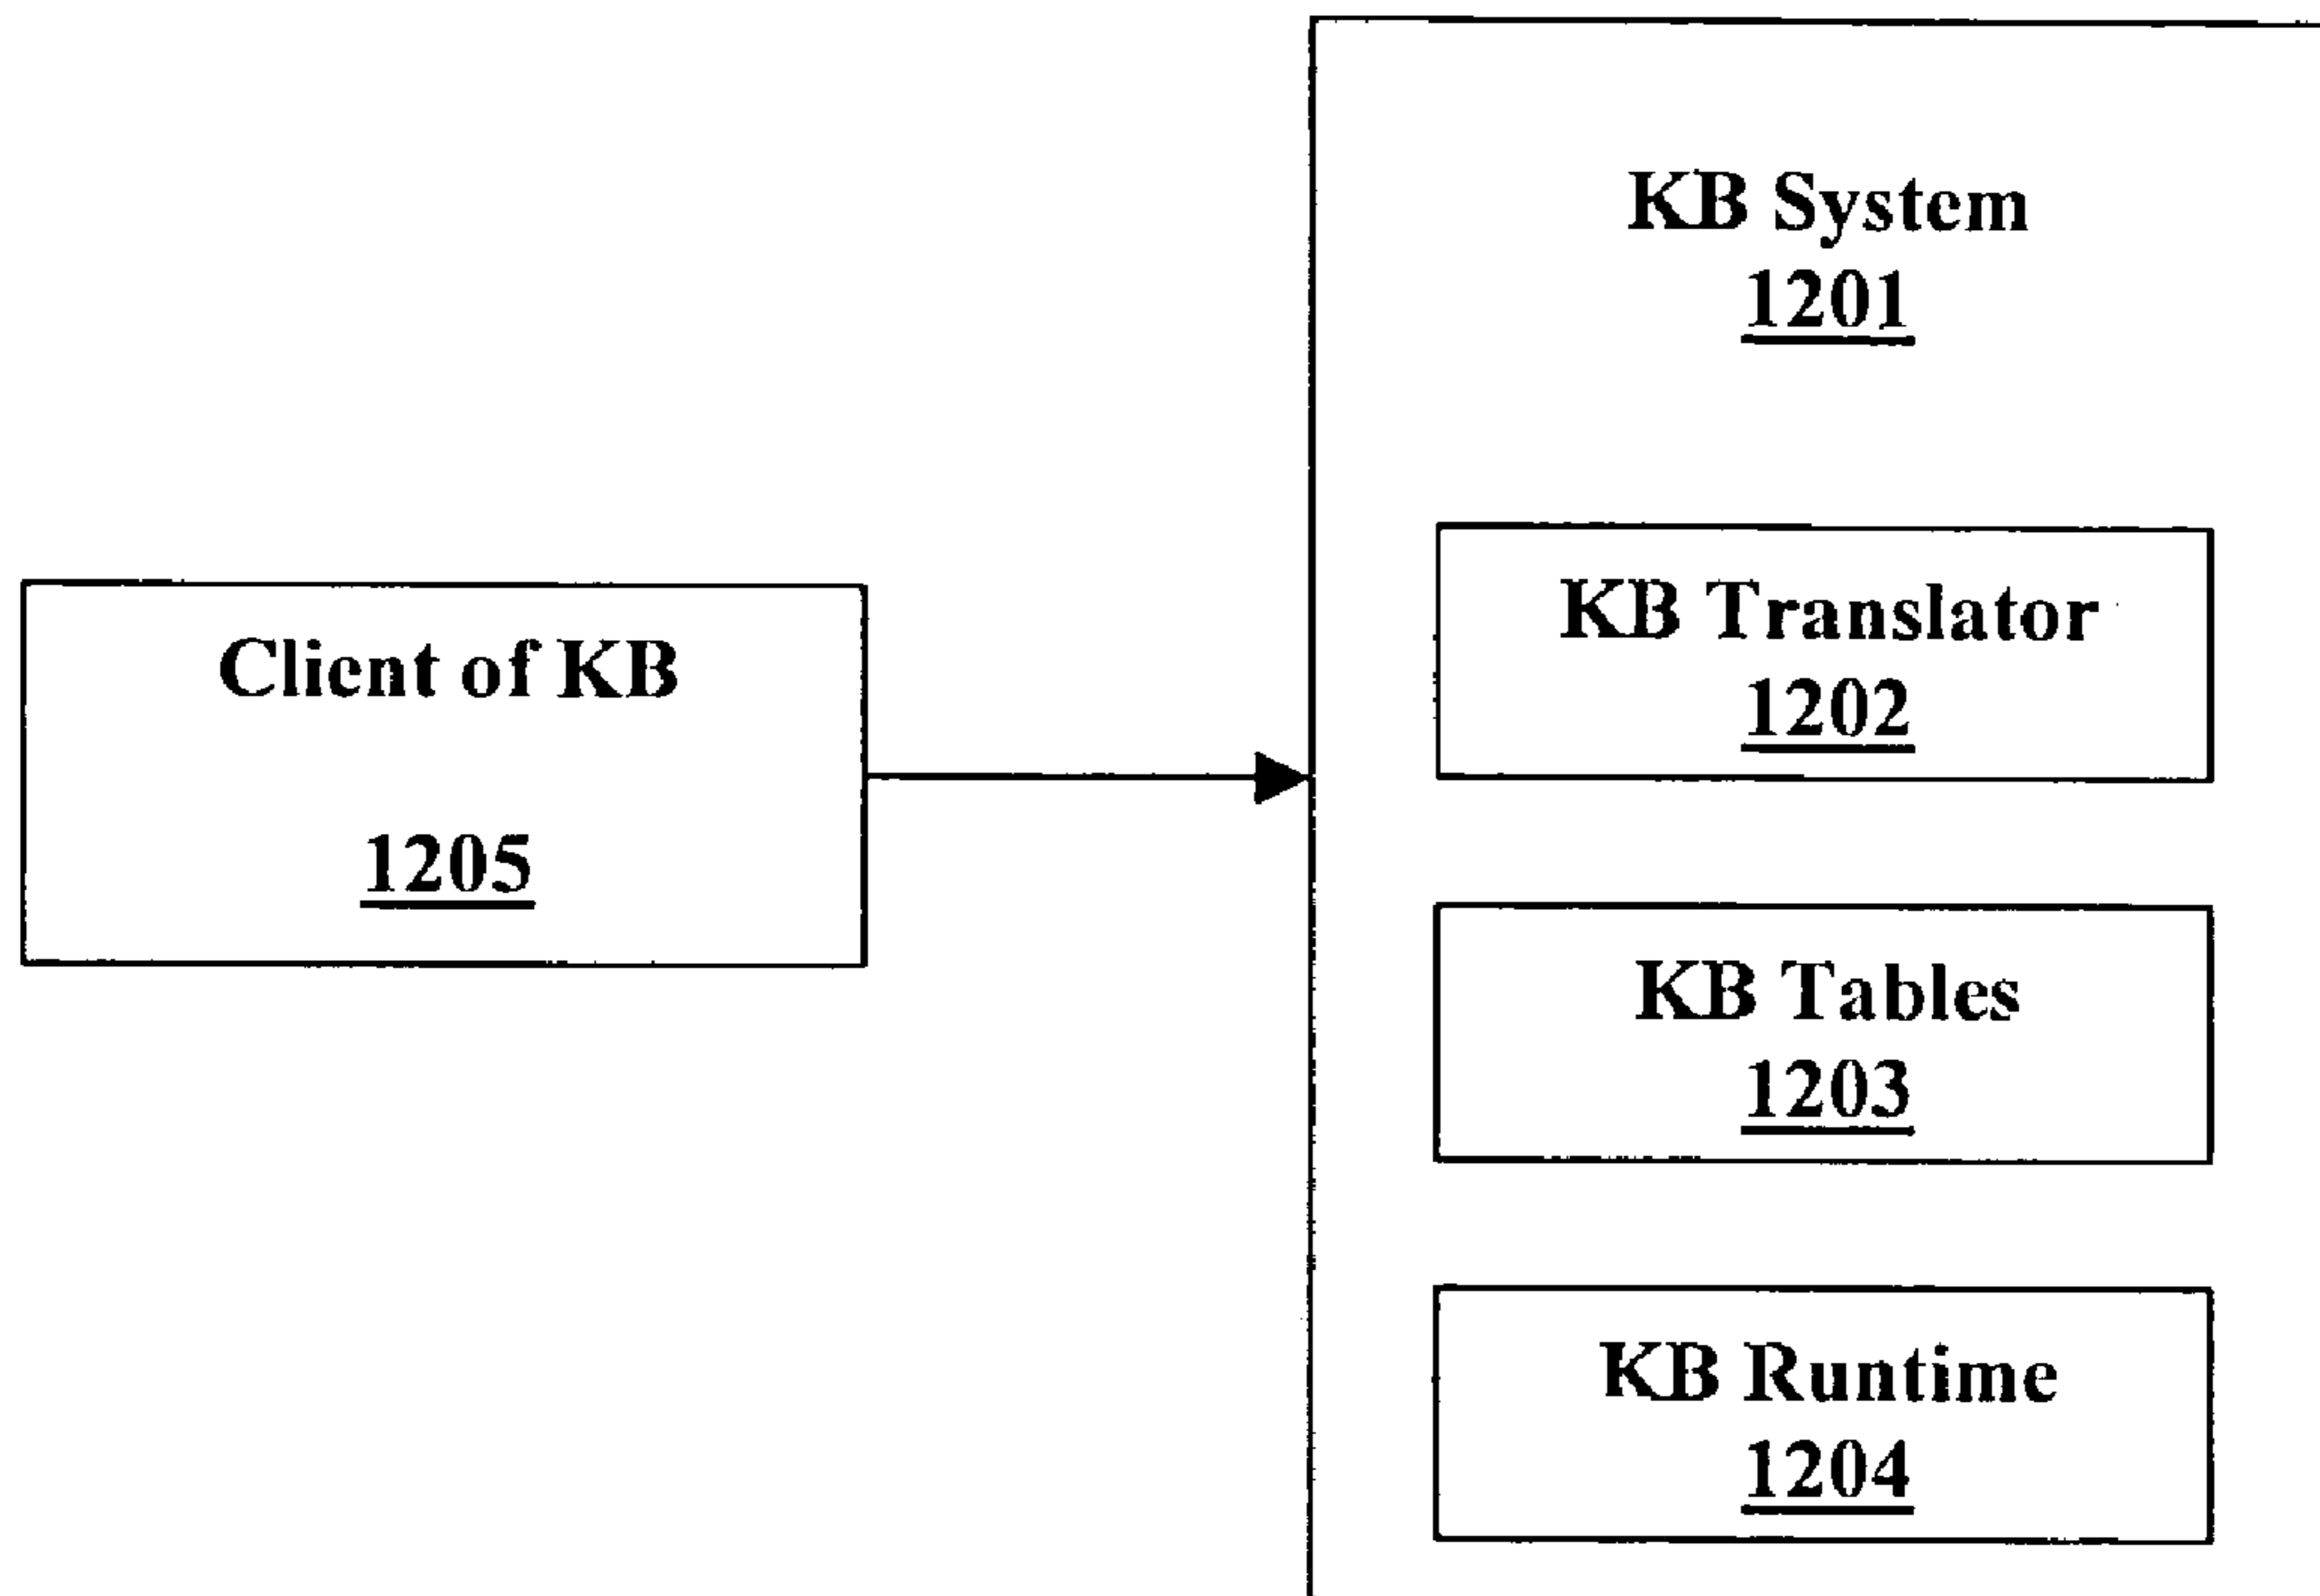 KB System
1201
Client of KB
1205
KB Translator
1202
KB Tables
1203
KB Runtime
1204